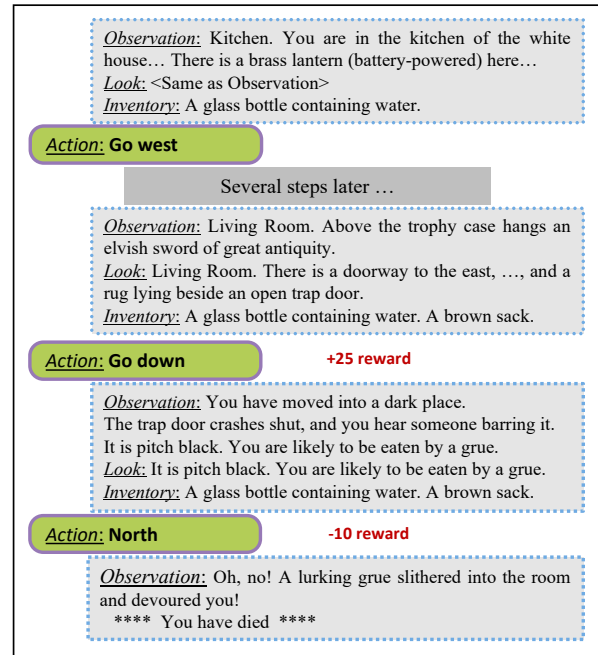 Observation: Kitchen. You are in the kitchen of the white
house… There is a brass lantern (battery-powered) here…
Look: <Same as Observation>
Inventory: A glass bottle containing water.
Action: Go west
Several steps later …
Observation: Living Room. Above the trophy case hangs an
elvish sword of great antiquity.
Look: Living Room. There is a doorway to the east, …, and a
rug lying beside an open trap door.
Inventory: A glass bottle containing water. A brown sack.
Action: Go down +25 reward
Observation: You have moved into a dark place.
The trap door crashes shut, and you hear someone barring it.
It is pitch black. You are likely to be eaten by a grue.
Look: It is pitch black. You are likely to be eaten by a grue.
Inventory: A glass bottle containing water. A brown sack.
Action: North -10 reward
Observation: Oh, no! A lurking grue slithered into the room
and devoured you!
**** You have died ****